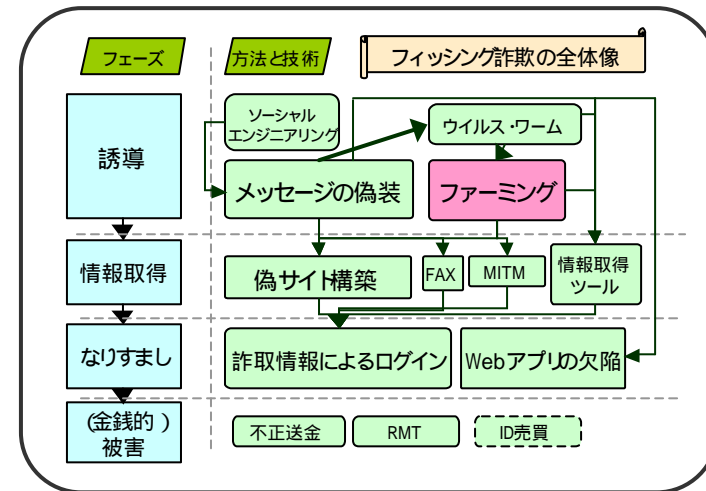 フェーズ
方法と技術
フィッシング詐欺の全体像
誘導
ソーシャル
エンジニアリング
ウイルス・ワーム
メッセージの偽装
ファーミング
情報取得
偽サイト構築
FAX
MITM
情報取得
ツール
なりすまし
詐取情報によるログイン
Webアプリの欠陥
(金銭的)
被害
不正送金
RMT
ID売買